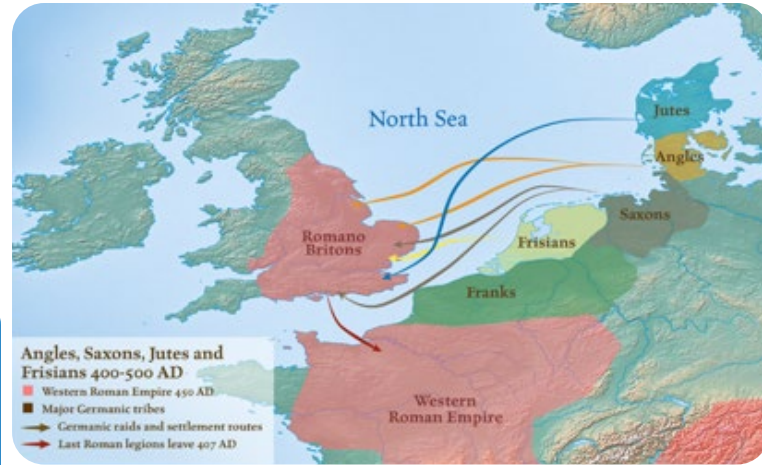 North Sea
Jutes
Angles
Saxons
Frisians
Romano
Britons
Franks
Western
Roman Empire
Angles, Saxons, Jutes and
Frisians 400-500 AD
Western Roman Empire 450 AD
Major Germanic tribes
Germanic raids and settlement routes
Last Roman legions leave 407 AD